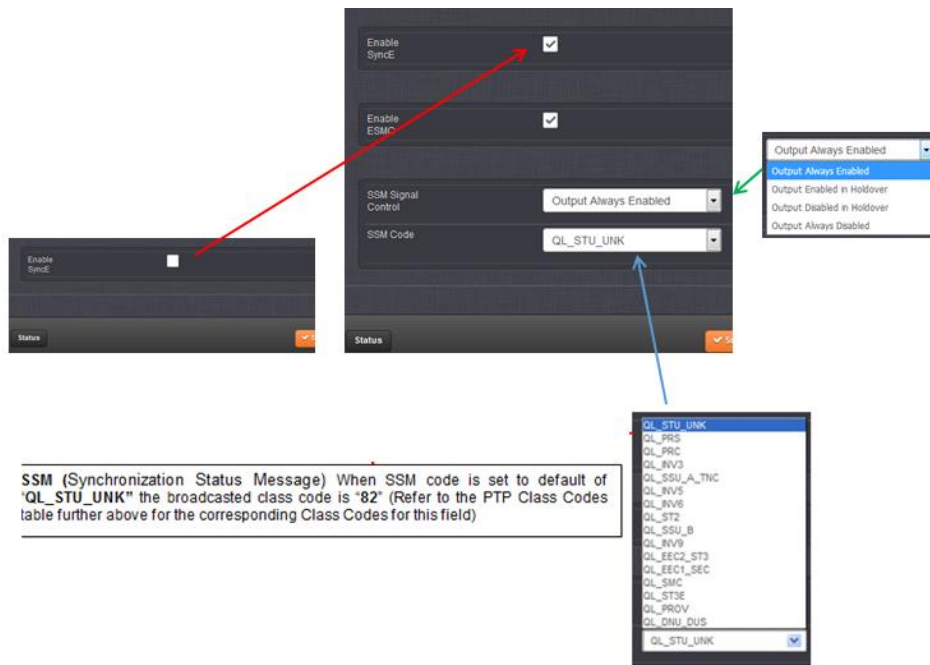 Enable
SyncE
Enable
ESMC
SSM Signal
Control
Output Always Enabled
SSM Code
QL_STU_UNK
Status
Output Always Enabled
Output Always Enabled
Output Enabled in Holdover
Output Disabled in Holdover
Output Always Disabled
Enable
SyncE
Status
SSM (Synchronization Status Message) When SSM code is set to default of
"QL_STU_UNK" the broadcasted class code is "82" (Refer to the PTP Class Codes
table further above for the corresponding Class Codes for this field)
QL_STU_UNK
QL_PRS
QL_PRC
QL_INV3
QL_SSU_A_TNC
QL_INV5
QL_INV6
QL_ST2
QL_SSU_B
QL_INV9
QL_EEC2_ST3
QL_EEC1_SEC
QL_SMC
QL_ST3E
QL_PROV
QL_DNU_DUS
QL_STU_UNK